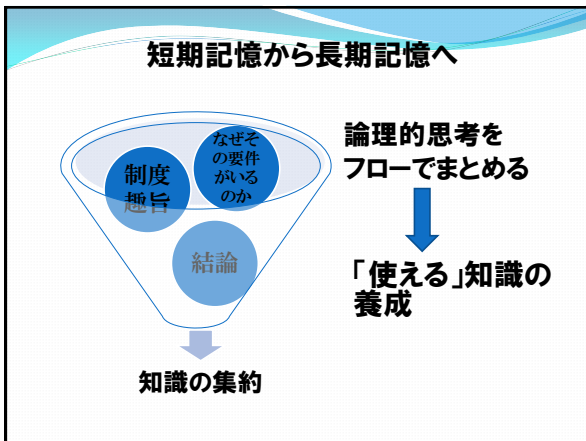 短期記憶から長期記憶へ
なぜそ
の要件
がいる
のか
制度
趣旨
結論
知識の集約
論理的思考を
フローでまとめる
「使える」知識の
養成